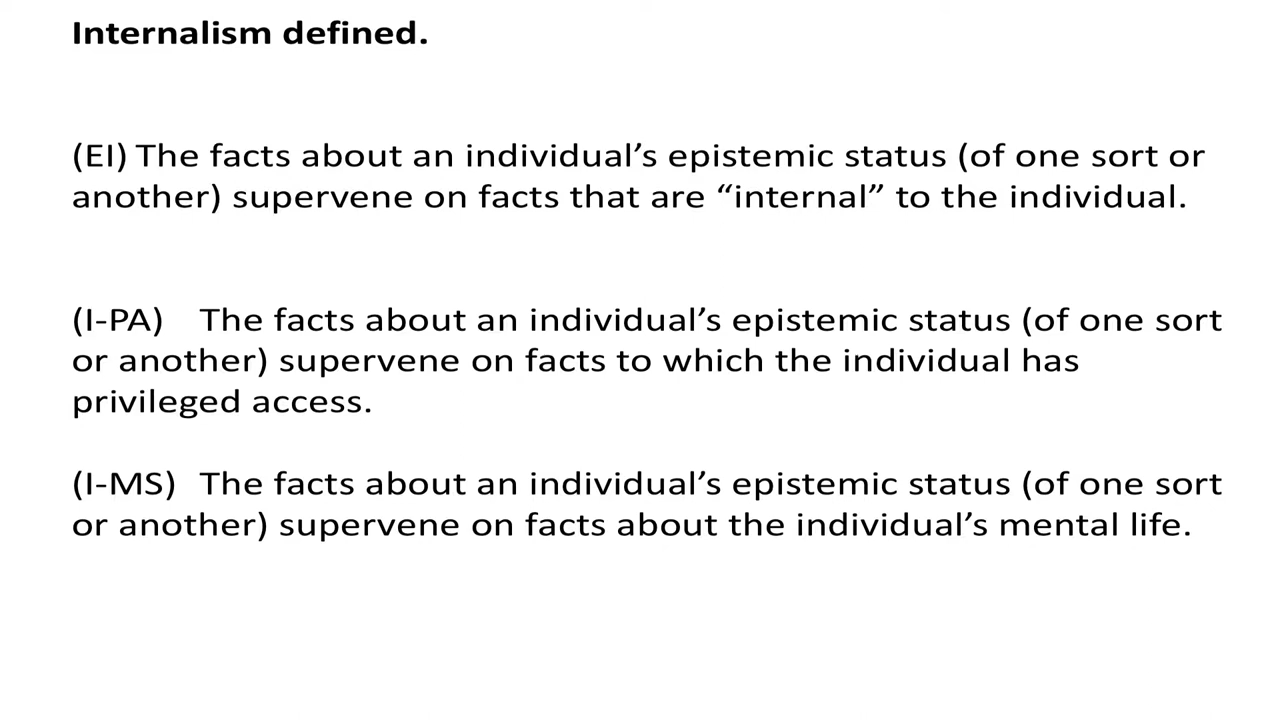 Internalism defined.
(EI) The facts about an individual’s epistemic status (of one sort or
another) supervene on facts that are “internal” to the individual.
(I-PA) The facts about an individual’s epistemic status (of one sort
or another) supervene on facts to which the individual has
privileged access.
(I-MS) The facts about an individual’s epistemic status (of one sort
or another) supervene on facts about the individual’s mental life.